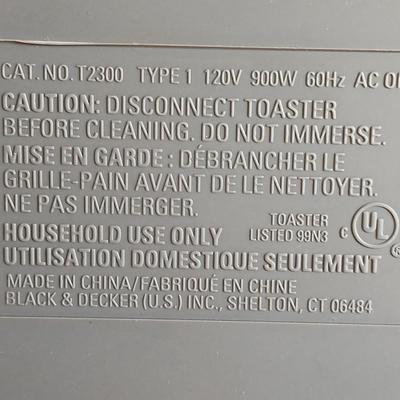 CAT. NO. T2300 TYPE 1 120V 900W 60Hz AC
CAUTION: DISCONNECT TOASTER
BEFORE CLEANING. DO NOT IMMERSE.
MISE EN GARDE : DÉBRANCHER LE
GRILLE-PAIN AVANT DE LE NETTOYER.
NE PAS IMMERGER.
TOASTER
LISTED 99N3 C UL ®
HOUSEHOLD USE ONLY
UTILISATION DOMESTIQUE SEULEMENT
MADE IN CHINA/FABRIQUÉ EN CHINE
BLACK & DECKER (U.S.) INC., SHELTON, CT 06484